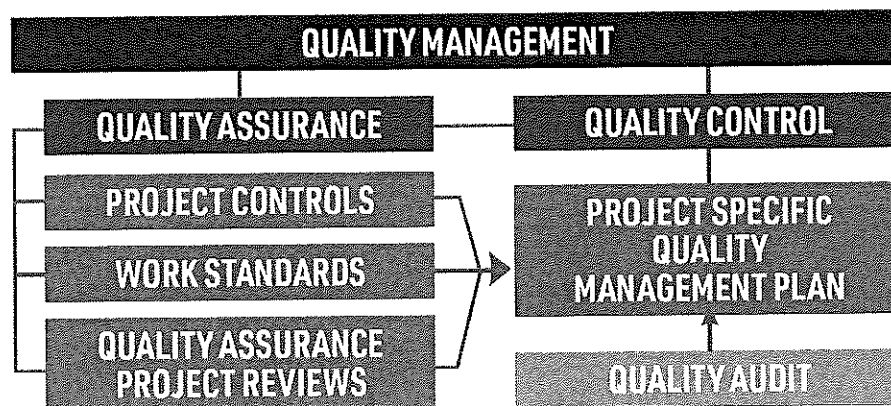 QUALITY MANAGEMENT
QUALITY ASSURANCE
QUALITY CONTROL
PROJECT CONTROLS
WORK STANDARDS
QUALITY ASSURANCE
PROJECT REVIEWS
PROJECT SPECIFIC
QUALITY
MANAGEMENT PLAN
QUALITY AUDIT